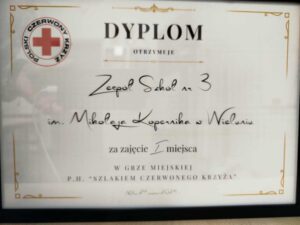 POLSKI CZERWONY KRZYŻ
DYPLOM
OTRZYMUJE
Zespół Szkół nr 3
im. Mikołaja Kopernika w Wieluniu
za zajęcie I miejsca
W GRZE MIEJSKIEJ
P.H. "SZLAKIEM CZERWONEGO KRZYŻA"